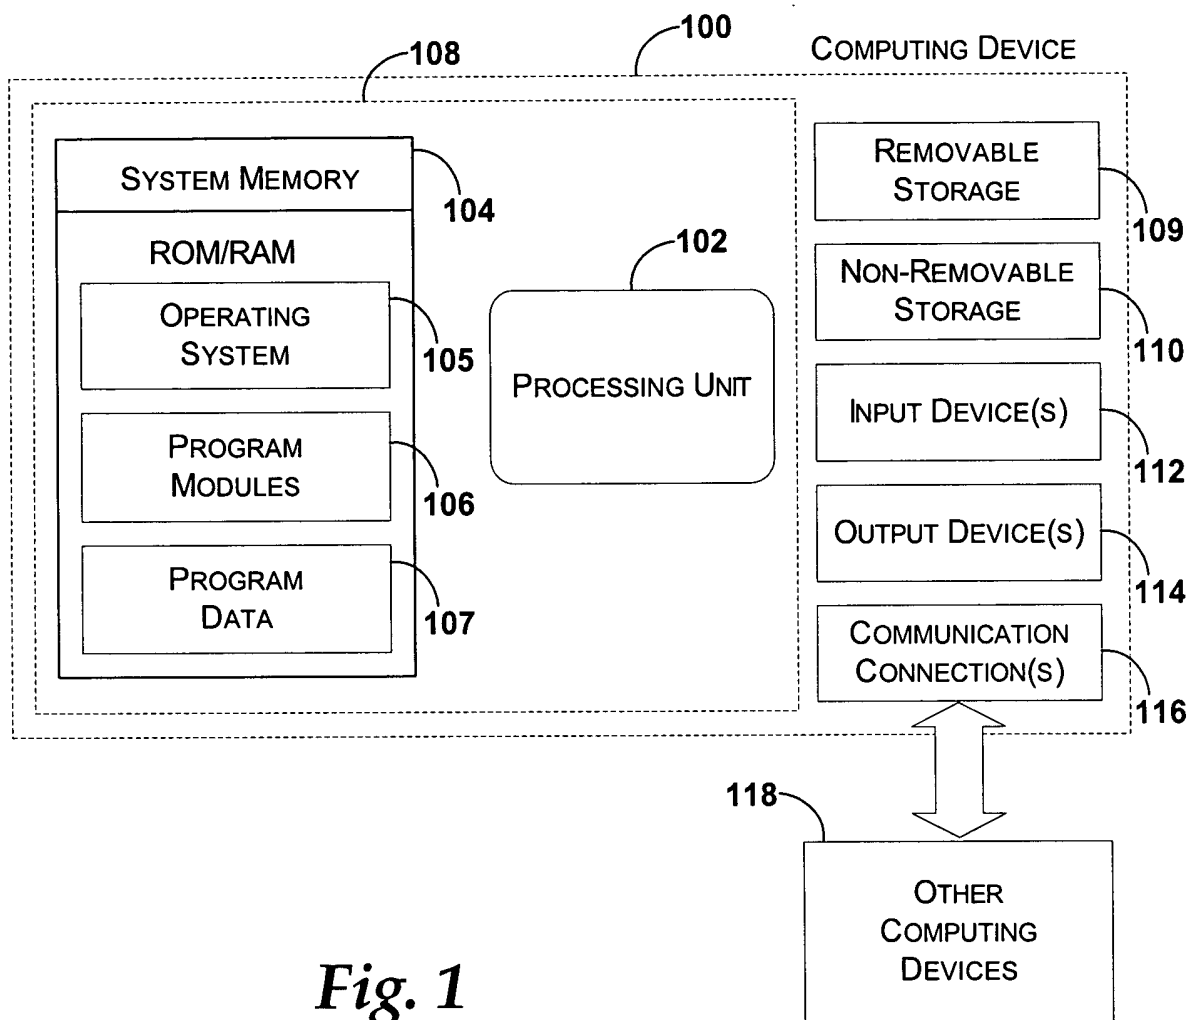 100
COMPUTING DEVICE
108
SYSTEM MEMORY
104
ROM/RAM
OPERATING
SYSTEM
105
PROGRAM
MODULES
106
PROGRAM
DATA
107
102
PROCESSING UNIT
REMOVABLE
STORAGE
109
NON-REMOVABLE
STORAGE
110
INPUT DEVICE(S)
112
OUTPUT DEVICE(S)
114
COMMUNICATION
CONNECTION(S)
116
118
OTHER
COMPUTING
DEVICES
Fig. 1